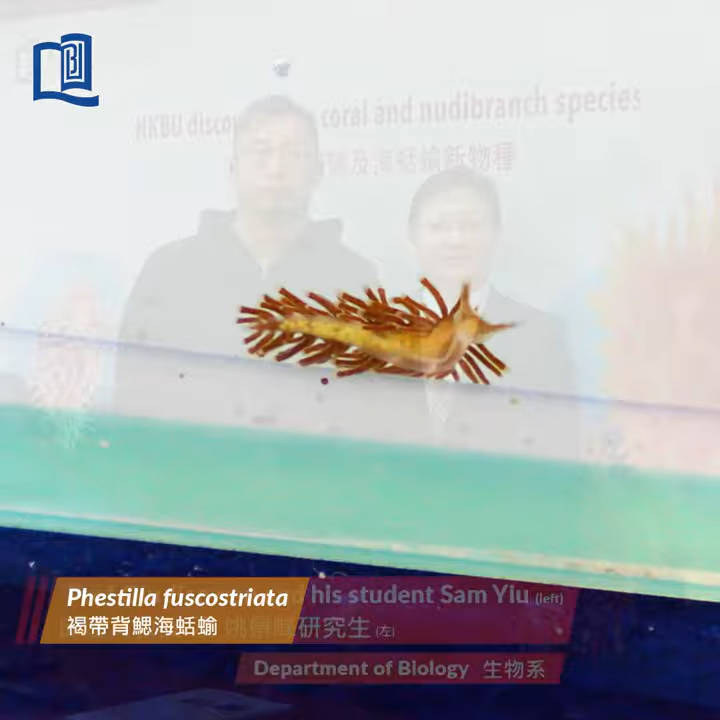 HKBU disco coral and nudibranch species
及海蛞蝓新物種
Phestilla fuscostriata
褐帶背鰓海蛞蝓
his student Sam Yiu (left)
研究生 (左)
Department of Biology 生物系